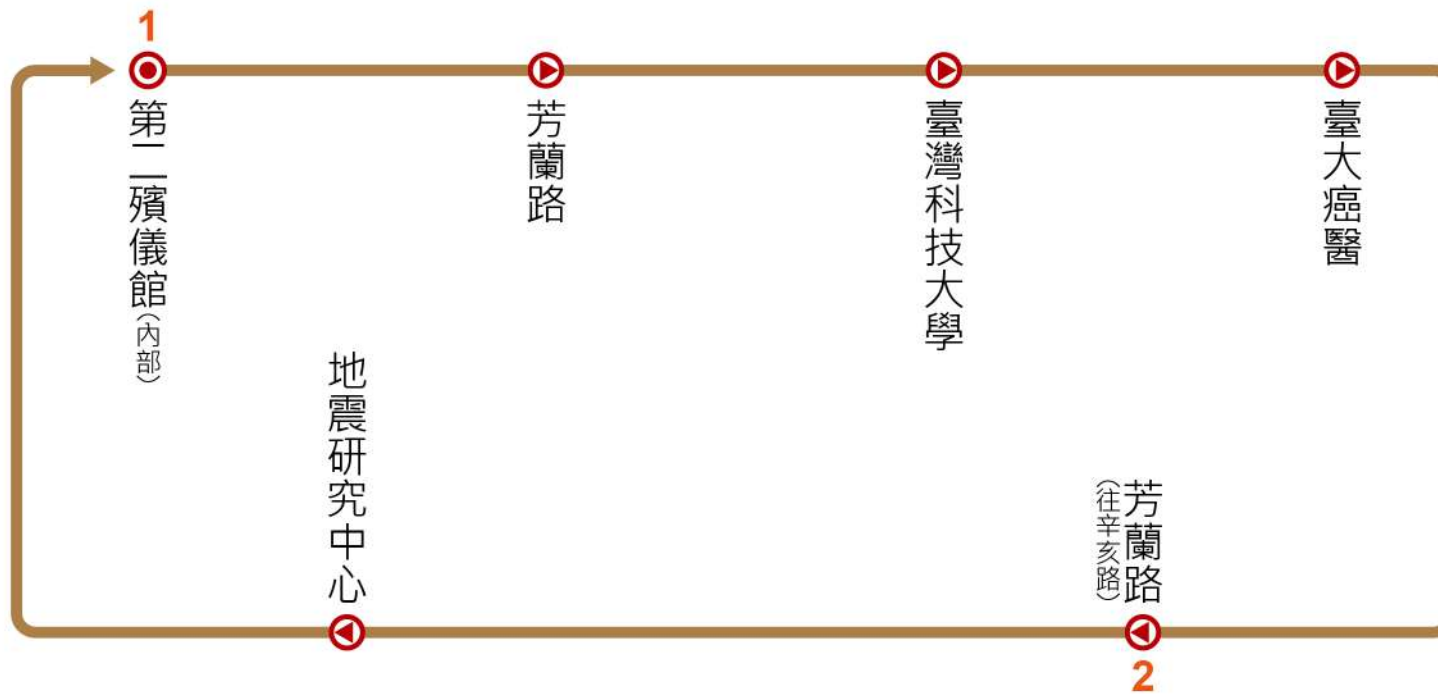 1
第二殯儀館(內部)
芳蘭路
臺灣科技大學
臺大癌醫
地震研究中心
芳蘭路
(往辛亥路)
2